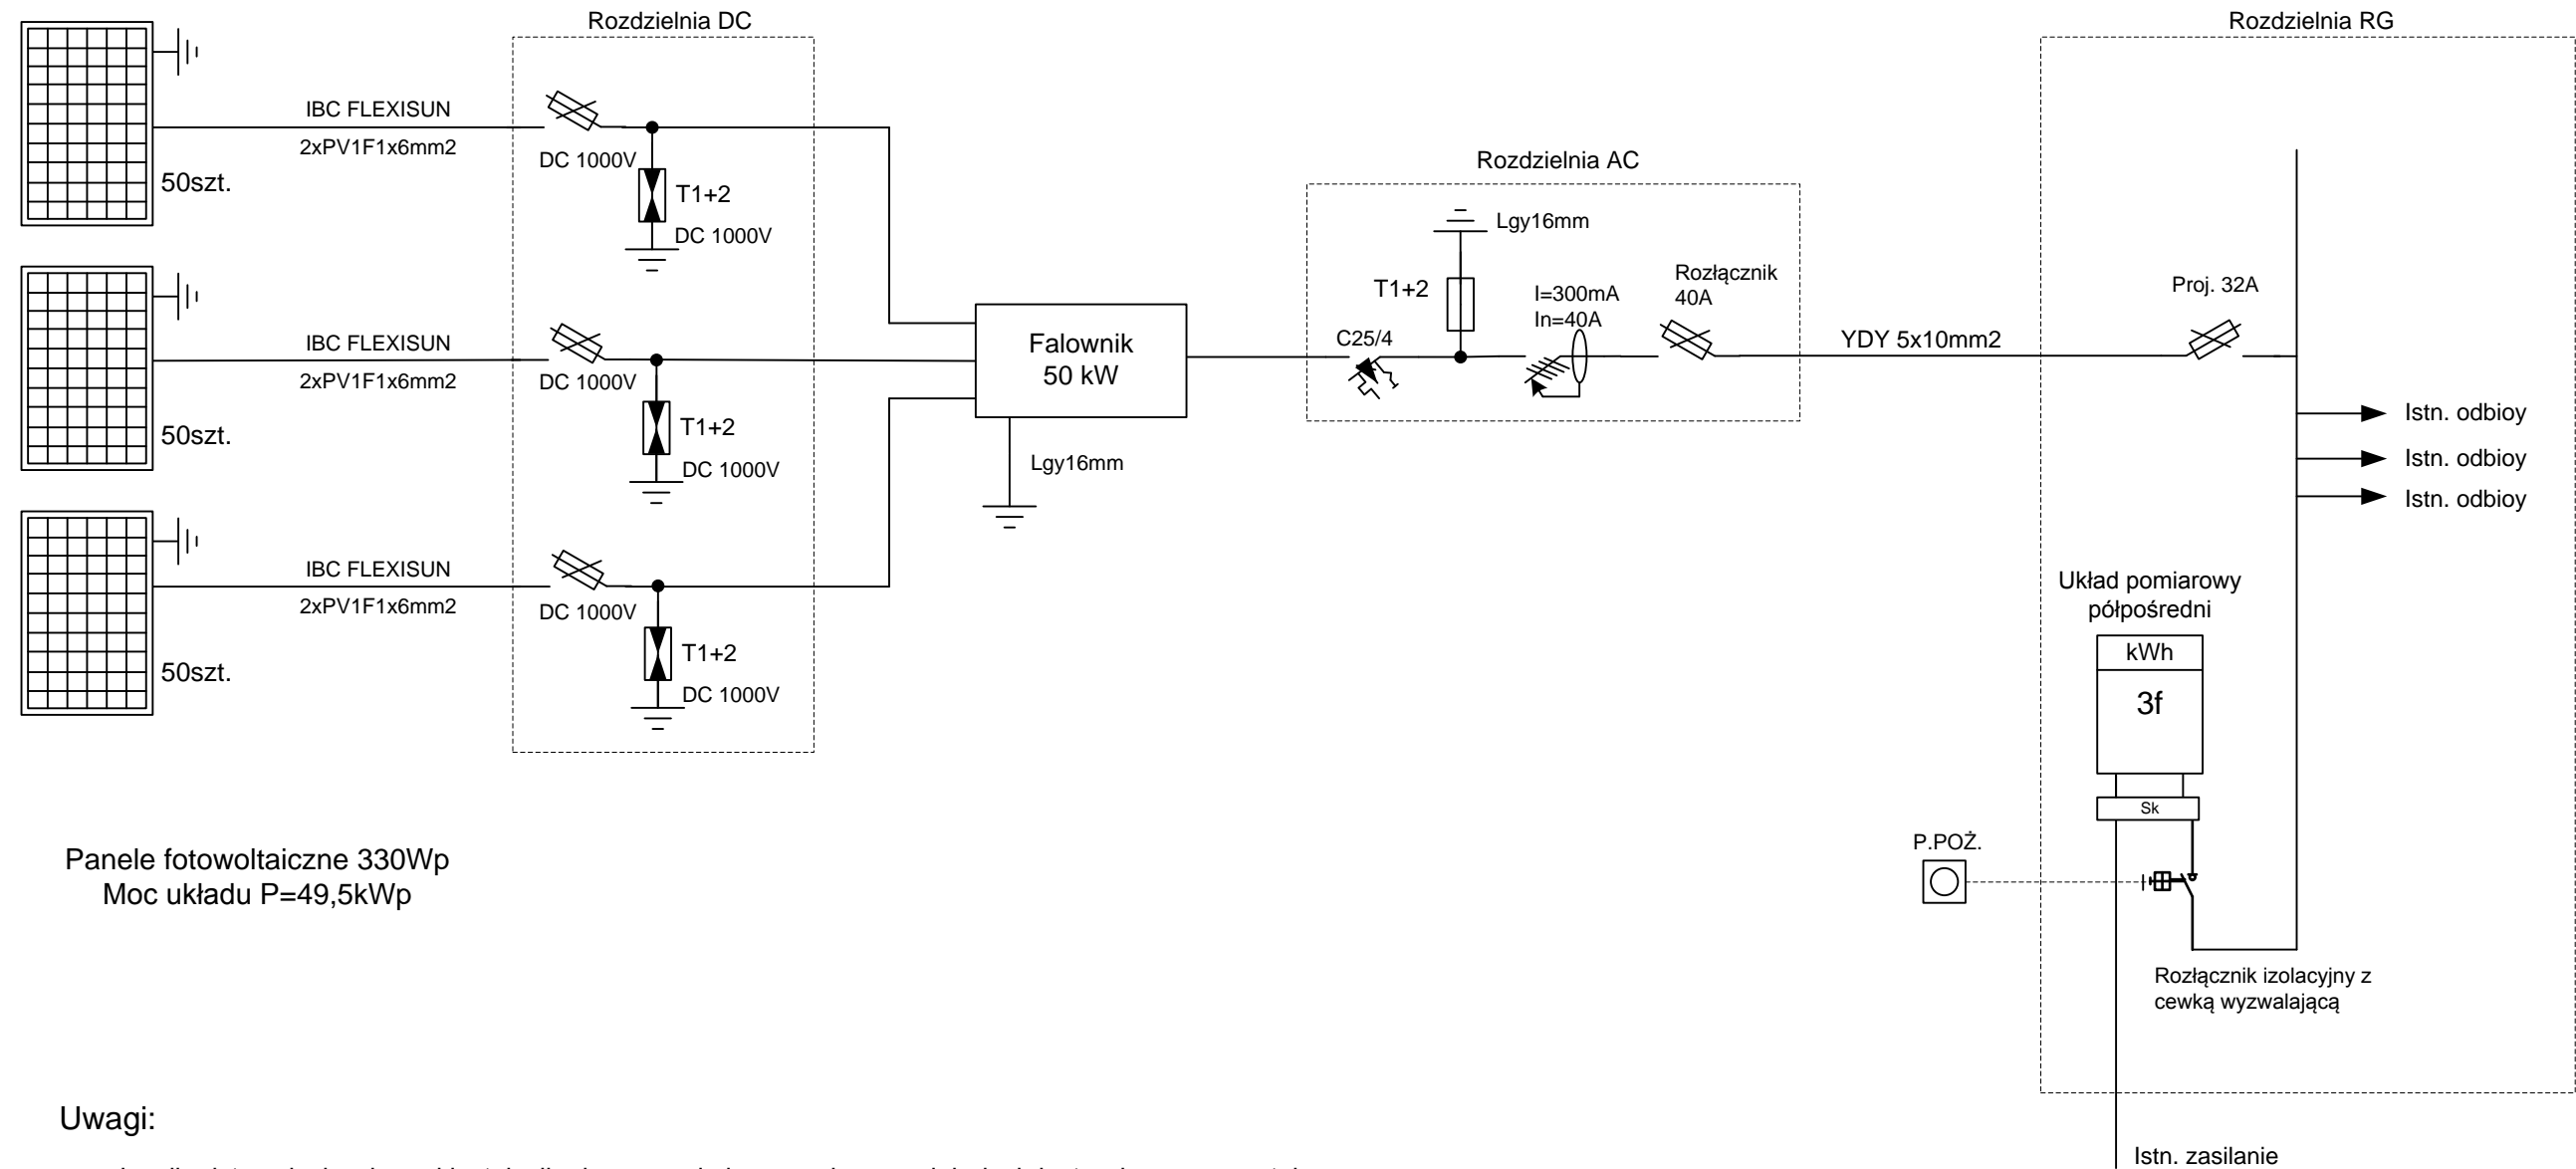 Rozdzielnia DC
Rozdzielnia RG
IBC FLEXISUN
2xPV1F1x6mm2
50szt.
DC 1000V
T1+2
DC 1000V
Rozdzielnia AC
Lgy16mm
T1+2
C25/4
I=300mA
In=40A
Rozłącznik
40A
Proj. 32A
YDY 5x10mm2
IBC FLEXISUN
2xPV1F1x6mm2
50szt.
DC 1000V
T1+2
DC 1000V
Falownik
50 kW
Lgy16mm
Istn. odbioy
Istn. odbioy
Istn. odbioy
IBC FLEXISUN
2xPV1F1x6mm2
50szt.
DC 1000V
T1+2
DC 1000V
Układ pomiarowy
półpośredni
kWh
3f
Sk
P.POŻ.
Rozłącznik izolacyjny z
cewką wyzwalającą
Panele fotowoltaiczne 330Wp
Moc układu P=49,5kWp
Uwagi:
Istn. zasilanie